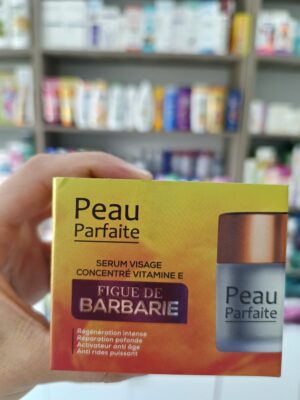 Peau
Parfaite
SERUM VISAGE
CONCENTRÉ VITAMINE E
FIGUE DE
BARBARIE
Régénération intense
Réparation pofonde
Activateur anti âge
Anti rides puissant
Peau
Parfaite